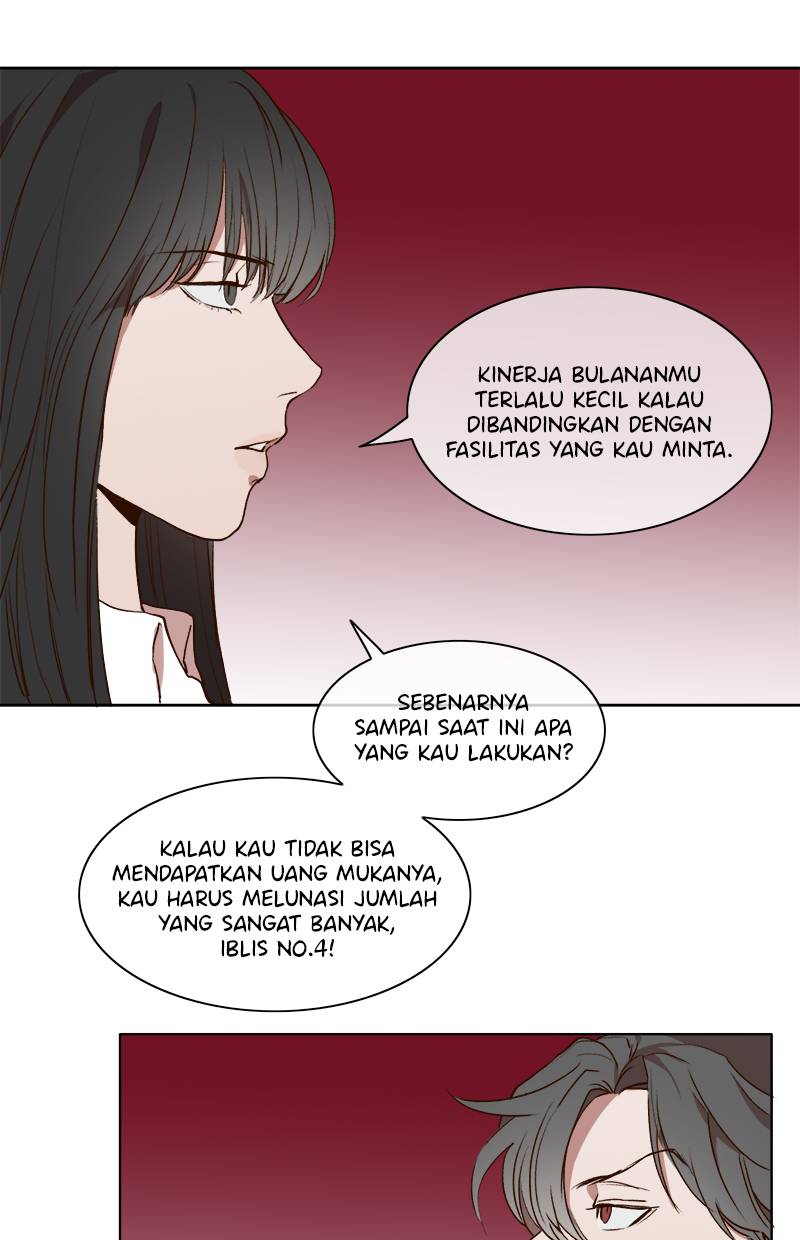 KINERJA BULANANMU
TERLALU KECIL KALAU
DIBANDINGKAN DENGAN
FASILITAS YANG KAU MINTA.
SEBENARNYA
SAMPAI SAAT INI APA
YANG KAU LAKUKAN?
KALAU KAU TIDAK BISA
MENDAPATKAN UANG MUKANYA,
KAU HARUS MELUNASI JUMLAH
YANG SANGAT BANYAK,
IBLIS NO.4!